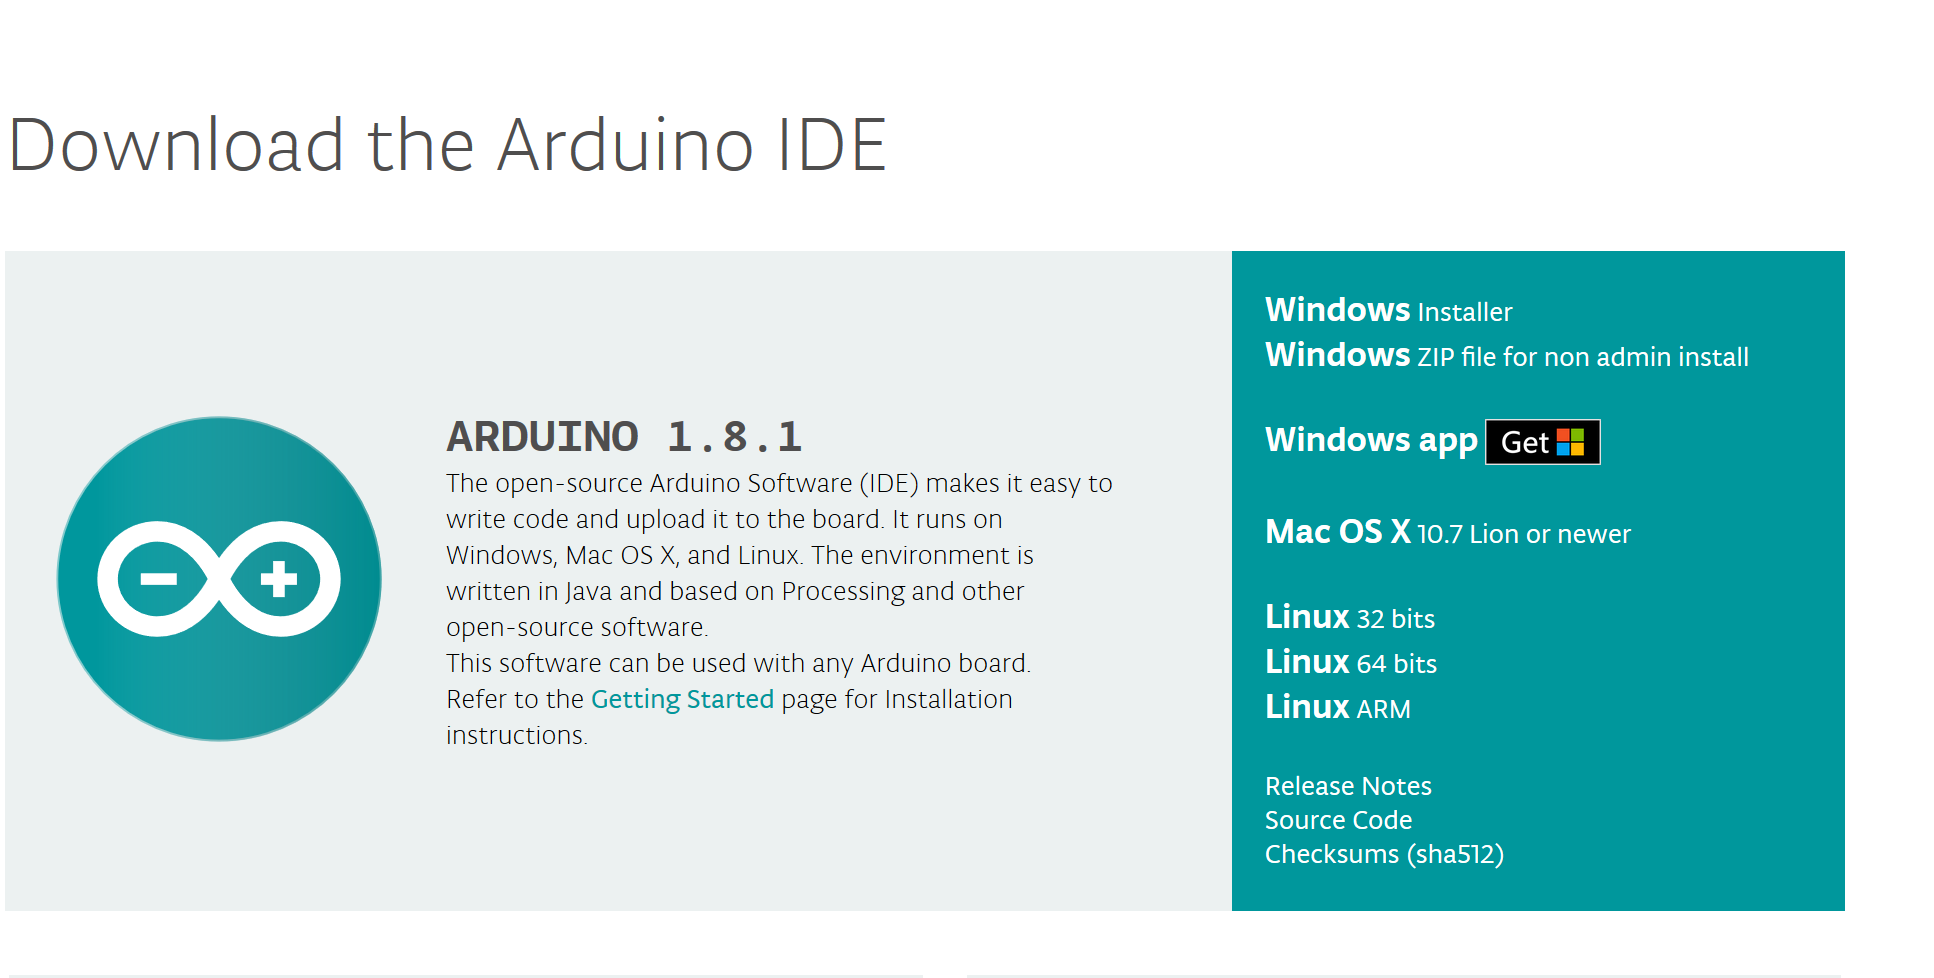 Download the Arduino IDE
ARDUINO 1.8.1
The open-source Arduino Software (IDE) makes it easy to
write code and upload it to the board. It runs on
Windows, Mac OS X, and Linux. The environment is
written in Java and based on Processing and other
open-source software.
This software can be used with any Arduino board.
Refer to the Getting Started page for Installation
instructions.
Windows Installer
Windows ZIP file for non admin install
Windows app Get
Mac OS X 10.7 Lion or newer
Linux 32 bits
Linux 64 bits
Linux ARM
Release Notes
Source Code
Checksums (sha512)